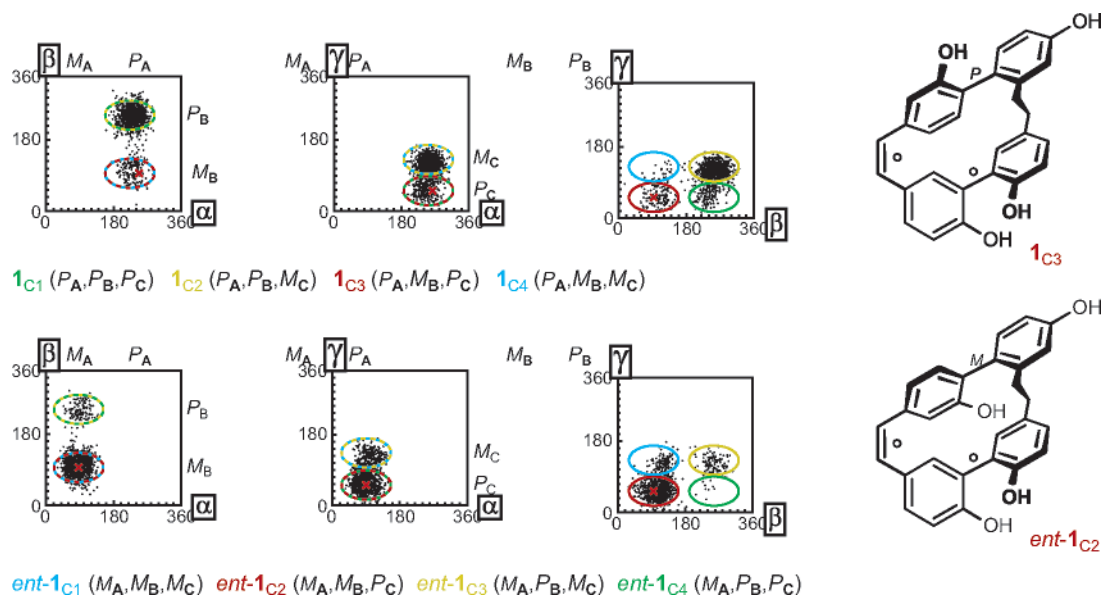 β M_A P_A
M_A γ P_A
M_B P_B
γ
360
360
360
P_B
180
180
M_C
180
M_B
P_C
0
0
0
0 180 360
α
0 180 360
α
0 180 360
β
1_C1 (P_A,P_B,P_C) 1_C2 (P_A,P_B,M_C) 1_C3 (P_A,M_B,P_C) 1_C4 (P_A,M_B,M_C)
OH
OH
P
OH
OH
1_C3
β M_A P_A
M_A γ P_A
M_B P_B
γ
360
360
360
P_B
180
180
M_C
180
M_B
P_C
0
0
0
0 180 360
α
0 180 360
α
0 180 360
β
ent-1_C1 (M_A,M_B,M_C) ent-1_C2 (M_A,M_B,P_C) ent-1_C3 (M_A,P_B,M_C) ent-1_C4 (M_A,P_B,P_C)
OH
M
OH
OH
OH
ent-1_C2